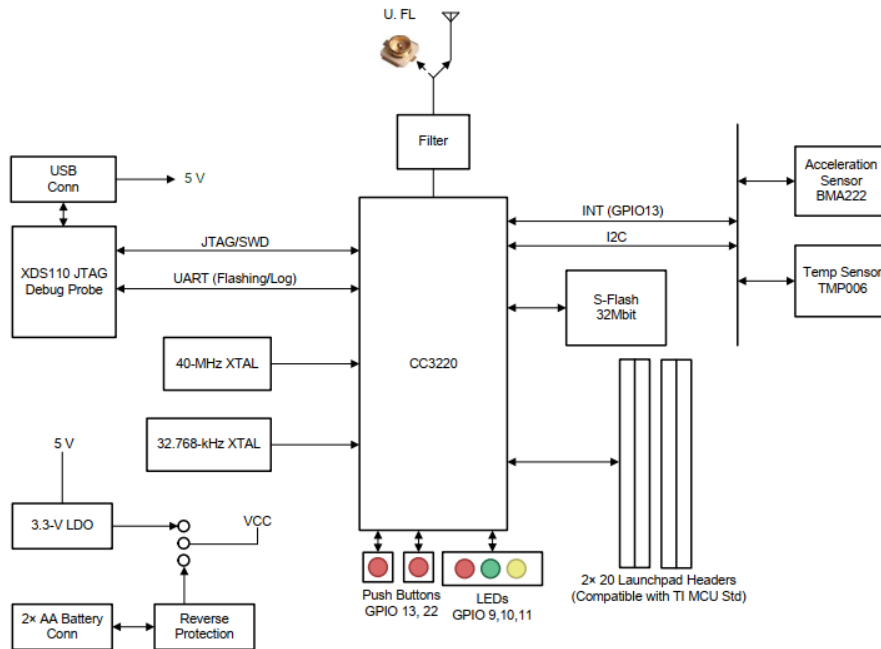 U. FL
Filter
USB
Conn
5 V
XDS110 JTAG
Debug Probe
JTAG/SWD
UART (Flashing/Log)
40-MHz XTAL
32.768-kHz XTAL
CC3220
INT (GPIO13)
I2C
Acceleration
Sensor
BMA222
Temp Sensor
TMP006
S-Flash
32Mbit
5 V
3.3-V LDO
VCC
2× AA Battery
Conn
Reverse
Protection
Push Buttons
GPIO 13, 22
LEDs
GPIO 9,10,11
2× 20 Launchpad Headers
(Compatible with TI MCU Std)